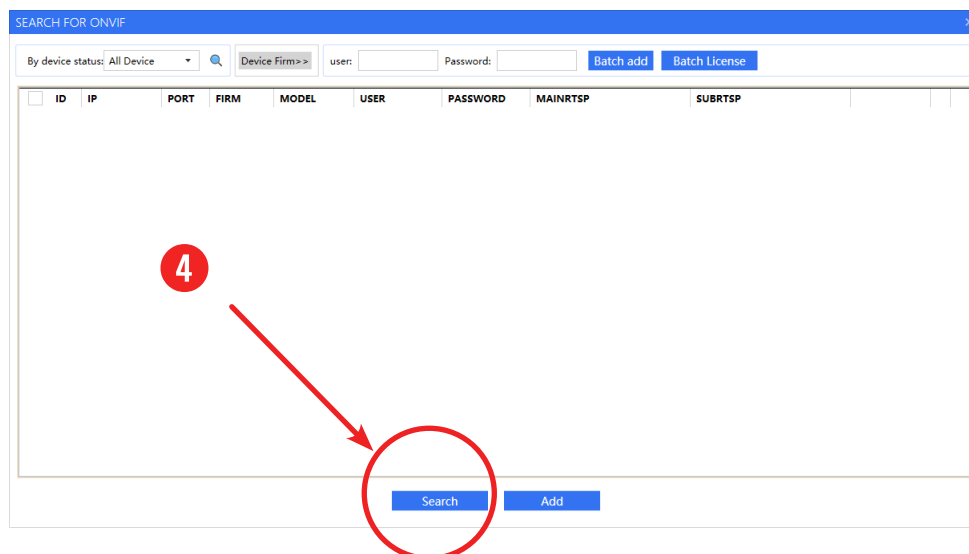 SEARCH FOR ONVIF
By device status: All Device Device Firm>> user: Password: Batch add Batch License
ID IP PORT FIRM MODEL USER PASSWORD MAINRTSP SUBRTSP
4
Search Add